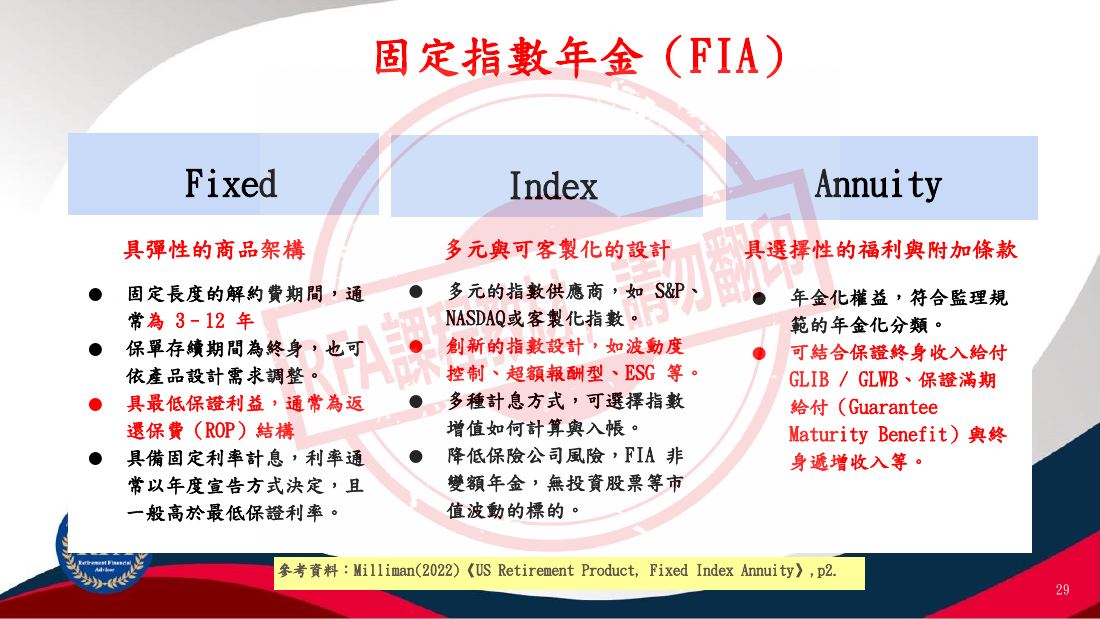 固定指數年金（FIA）
Fixed
具彈性的商品架構
● 固定長度的解約費期間，通
常為 3–12 年
● 保單存續期間為終身，也可
依產品設計需求調整。
● 具最低保證利益，通常為返
還保費（ROP）結構
● 具備固定利率計息，利率通
常以年度宣告方式決定，且
一般高於最低保證利率。
Index
多元與可客製化的設計
● 多元的指數供應商，如 S&P、
NASDAQ或客製化指數。
● 創新的指數設計，如波動度
控制、超額報酬型、ESG 等。
● 多種計息方式，可選擇指數
增值如何計算與入帳。
● 降低保險公司風險，FIA 非
變額年金，無投資股票等市
值波動的標的。
Annuity
具選擇性的福利與附加條款
● 年金化權益，符合監理規
範的年金化分類。
● 可結合保證終身收入給付
GLIB / GLWB、保證滿期
給付（Guarantee
Maturity Benefit）與終
身遞增收入等。
RFA課程教材 請勿翻印
Retirement Financial
Advisor
參考資料：Milliman(2022)《US Retirement Product, Fixed Index Annuity》,p2.
29